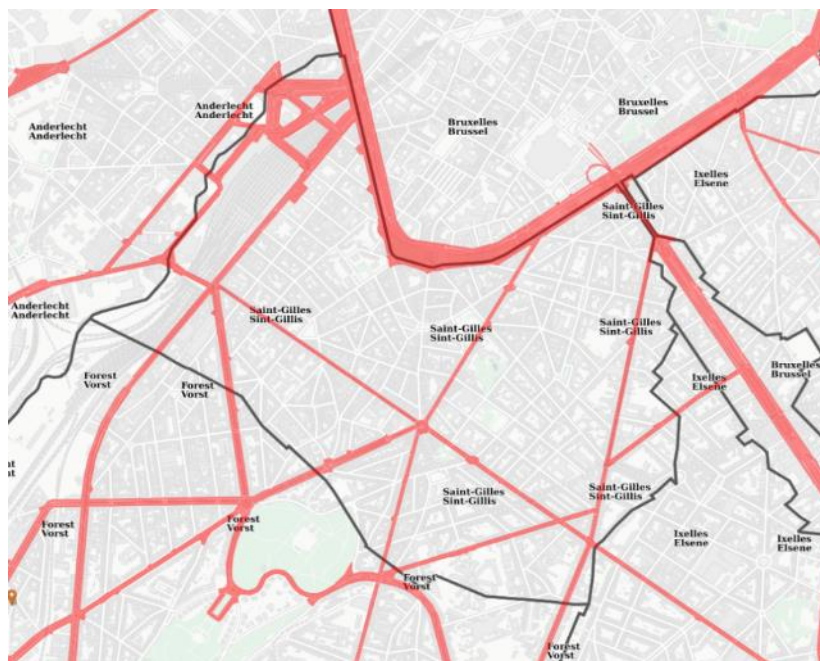 Bruxelles
Brussel
Anderlecht
Anderlecht
Bruxelles
Brussel
Anderlecht
Anderlecht
Ixelles
Elsene
Saint-Gilles
Sint-Gillis
Anderlecht
Anderlecht
Saint-Gilles
Sint-Gillis
Saint-Gilles
Sint-Gillis
Saint-Gilles
Sint-Gillis
Bruxelles
Brussel
Forest
Vorst
Forest
Vorst
Ixelles
Elsene
ht
ht
Saint-Gilles
Sint-Gillis
Saint-Gilles
Sint-Gillis
Forest
Vorst
Forest
Vorst
Ixelles
Elsene
Ixelles
Elsene
Forest
Vorst
Forest
Vorst